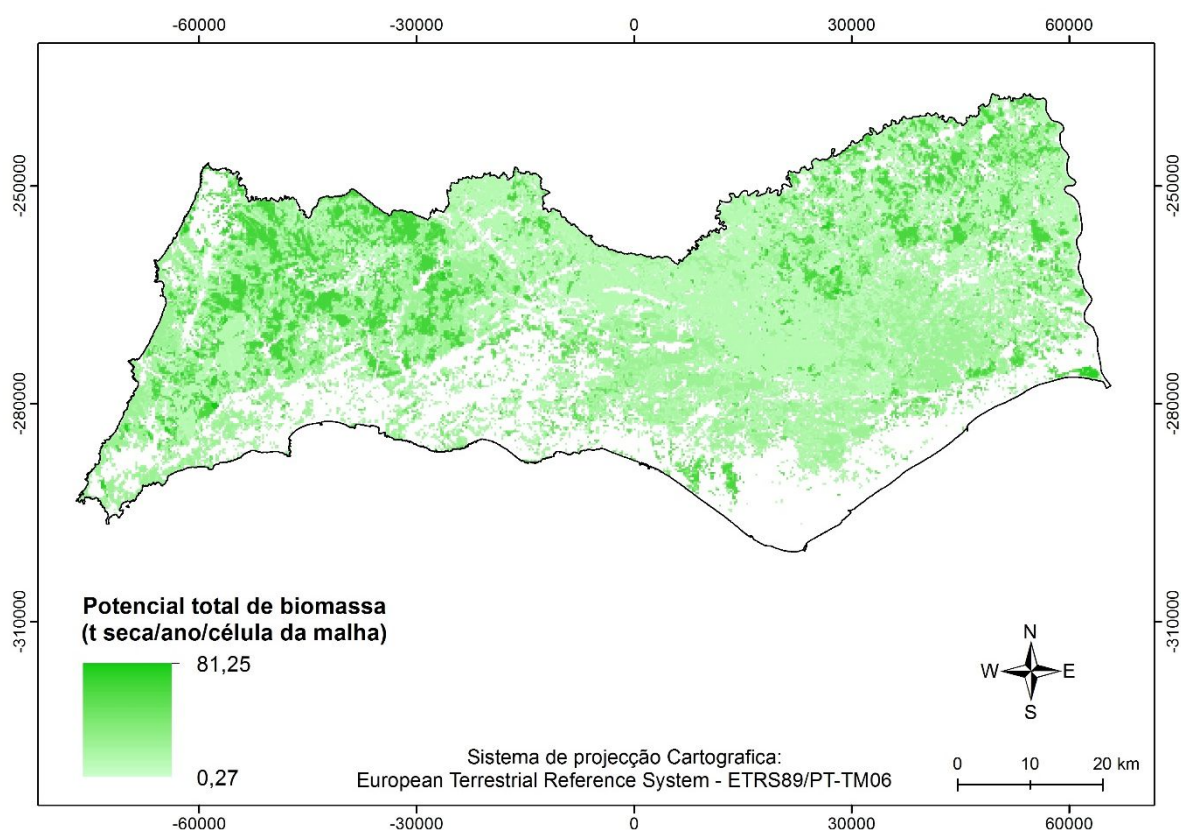 -60000 -30000 0 30000 60000
-250000 -250000
-280000 -280000
Potencial total de biomassa
(t seca/ano/célula da malha)
81,25
0,27
-310000 -310000
N
W E
S
Sistema de projecção Cartografica:
European Terrestrial Reference System - ETRS89/PT-TM06
0 10 20 km
-60000 -30000 0 30000 60000